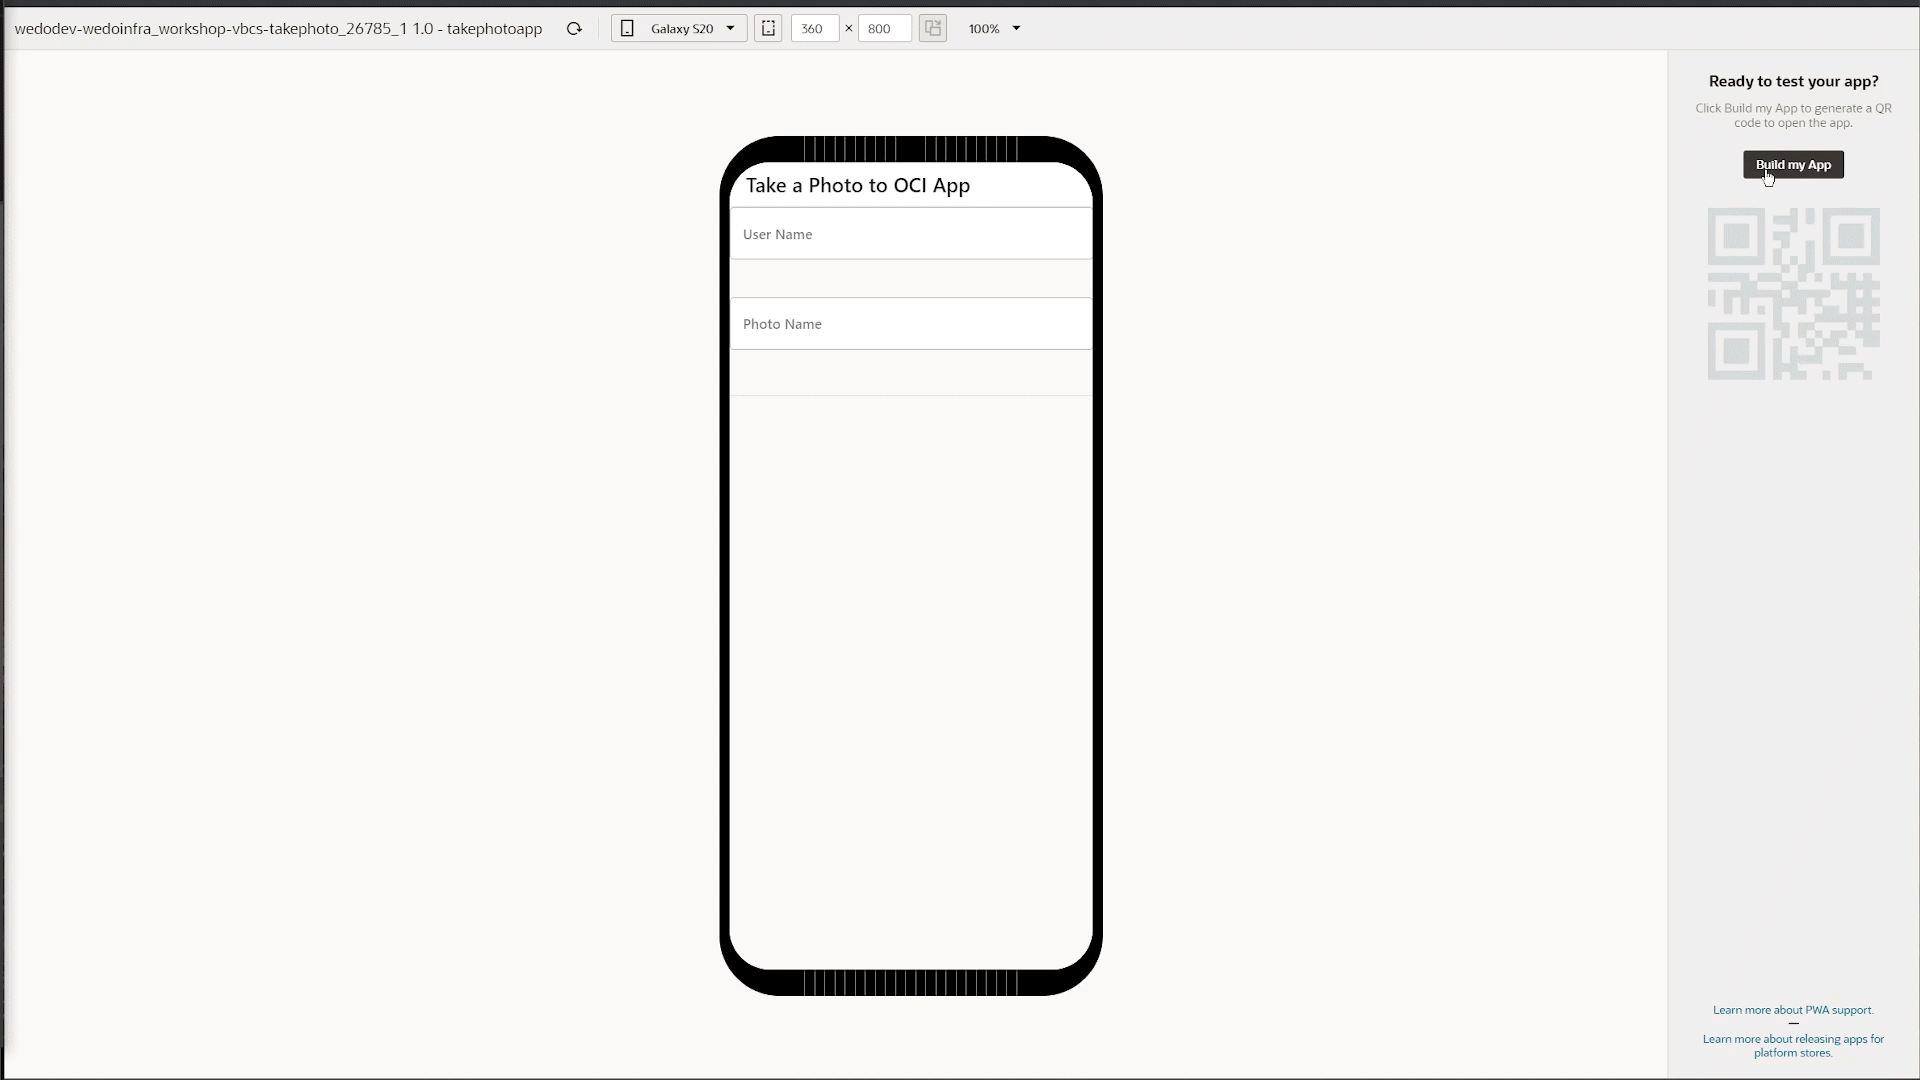 wedodev-wedoinfra_workshop-vbcs-takephoto_26785_1 1.0 - takephotoapp
Galaxy S20
360 × 800
100%
Ready to test your app?
Click Build my App to generate a QR
code to open the app.
Build my App
Take a Photo to OCI App
User Name
Photo Name
Learn more about PWA support.
Learn more about releasing apps for
platform stores.